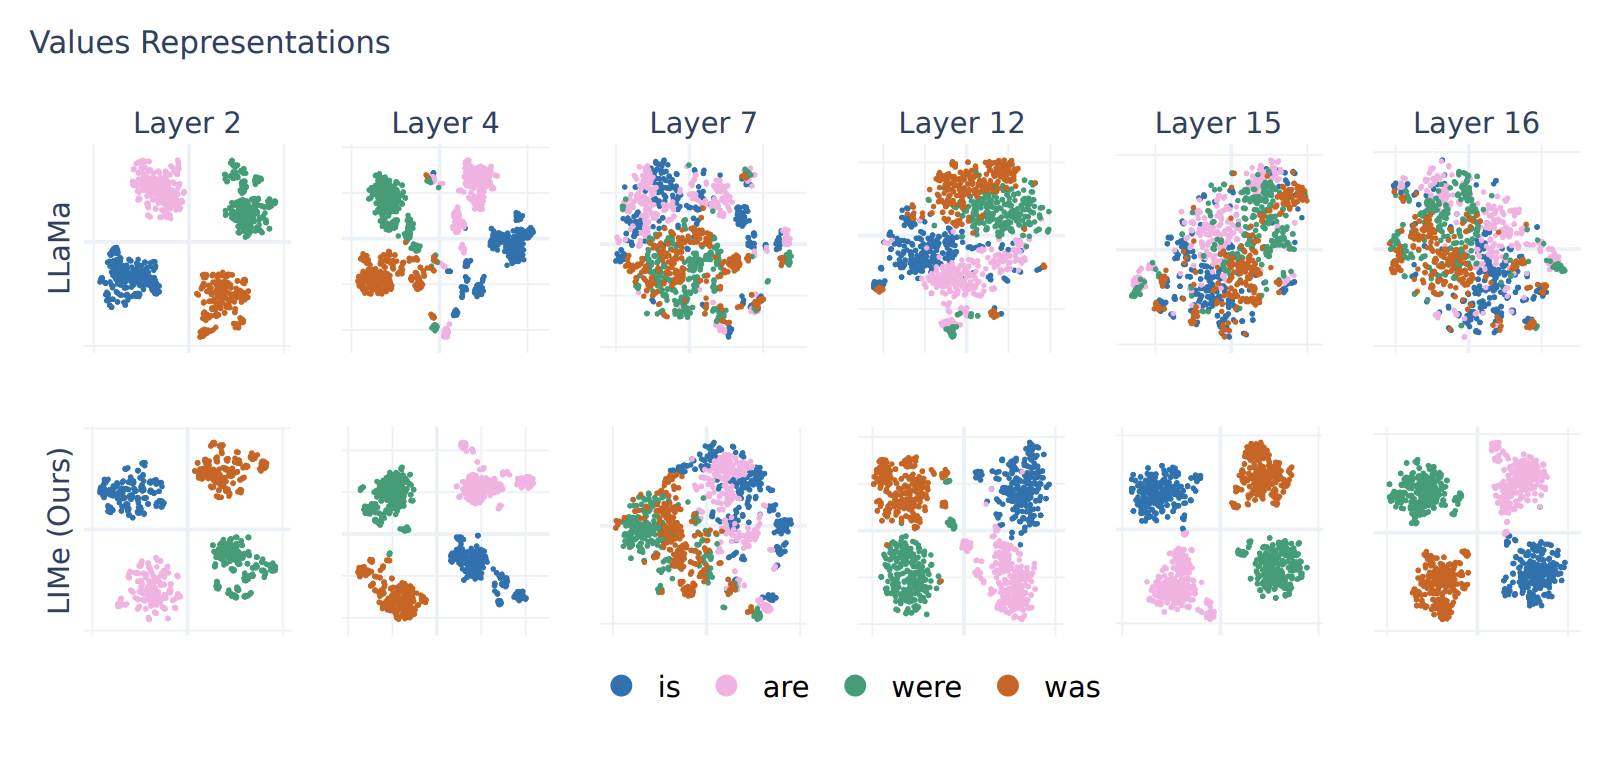 Values Representations
Layer 2
Layer 4
Layer 7
Layer 12
Layer 15
Layer 16
LLaMa
LIMe (Ours)
is
are
were
was